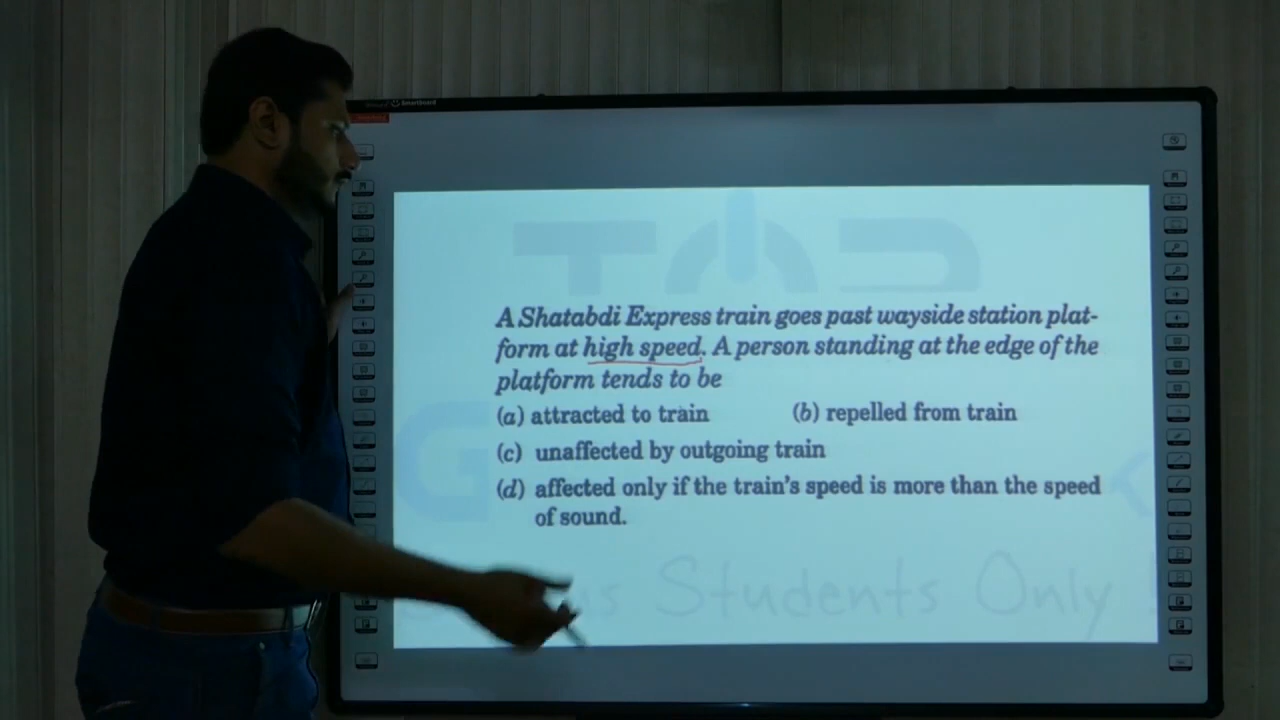 SmartBoard
A Shatabdi Express train goes past wayside station plat-
form at high speed. A person standing at the edge of the
platform tends to be
(a) attracted to train (b) repelled from train
(c) unaffected by outgoing train
(d) affected only if the train's speed is more than the speed
of sound.
Students Only